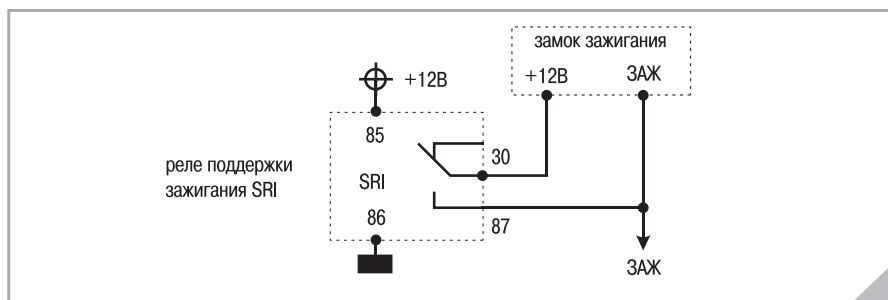 замок зажигания
+12В
+12В ЗАЖ
85
30
реле поддержки
зажигания SRI
SRI
86
87
ЗАЖ